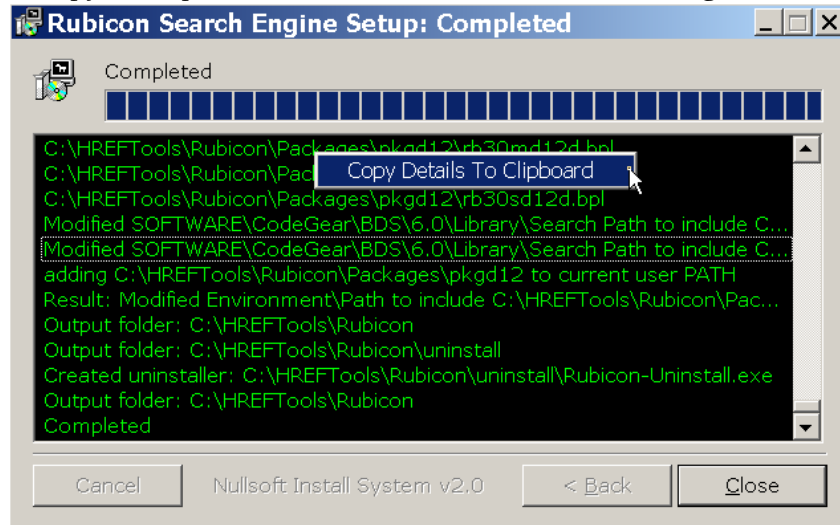 Rubicon Search Engine Setup: Completed
Completed
C:\HREFTools\Rubicon\Packages\pkgd12\rb30md12d.bpl
C:\HREFTools\Rubicon\Pac
Copy Details To Clipboard
C:\HREFTools\Rubicon\Packages\pkgd12\rb30sd12d.bpl
Modified SOFTWARE\CodeGear\BDS\6.0\Library\Search Path to include C...
Modified SOFTWARE\CodeGear\BDS\6.0\Library\Search Path to include C...
adding C:\HREFTools\Rubicon\Packages\pkgd12 to current user PATH
Result: Modified Environment\Path to include C:\HREFTools\Rubicon\Pac...
Output folder: C:\HREFTools\Rubicon
Output folder: C:\HREFTools\Rubicon\uninstall
Created uninstaller: C:\HREFTools\Rubicon\uninstall\Rubicon-Uninstall.exe
Output folder: C:\HREFTools\Rubicon
Completed
Cancel
Nullsoft Install System v2.0
< Back
Close